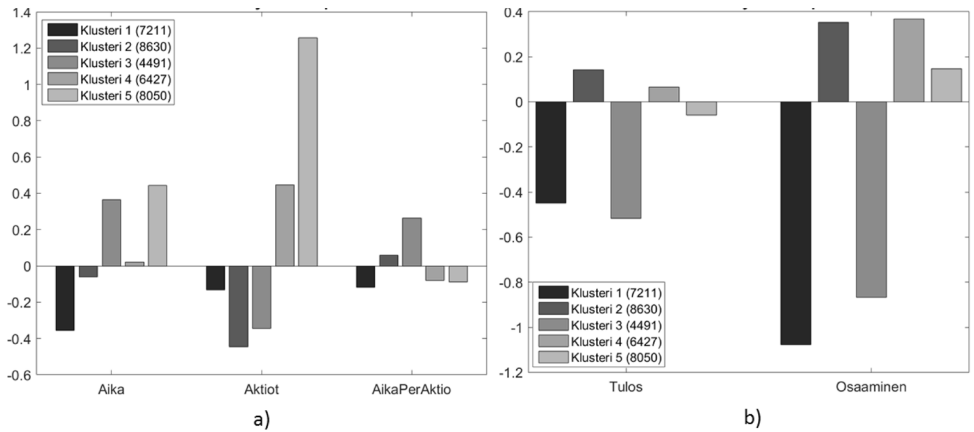 1.4
1.2
1
0.8
0.6
0.4
0.2
0
-0.2
-0.4
-0.6
Klusteri 1 (7211)
Klusteri 2 (8630)
Klusteri 3 (4491)
Klusteri 4 (6427)
Klusteri 5 (8050)
Aika Aktiot AikaPerAktio
a)
0.4
0.2
0
-0.2
-0.4
-0.6
-0.8
-1
-1.2
Klusteri 1 (7211)
Klusteri 2 (8630)
Klusteri 3 (4491)
Klusteri 4 (6427)
Klusteri 5 (8050)
Tulos Osaaminen
b)